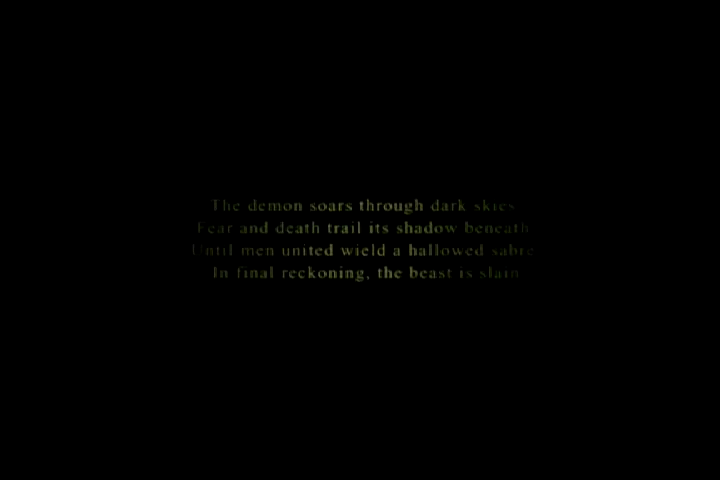 The demon soars through dark skies
Fear and death trail its shadow beneath
Until men united wield a hallowed sabre
In final reckoning, the beast is slain